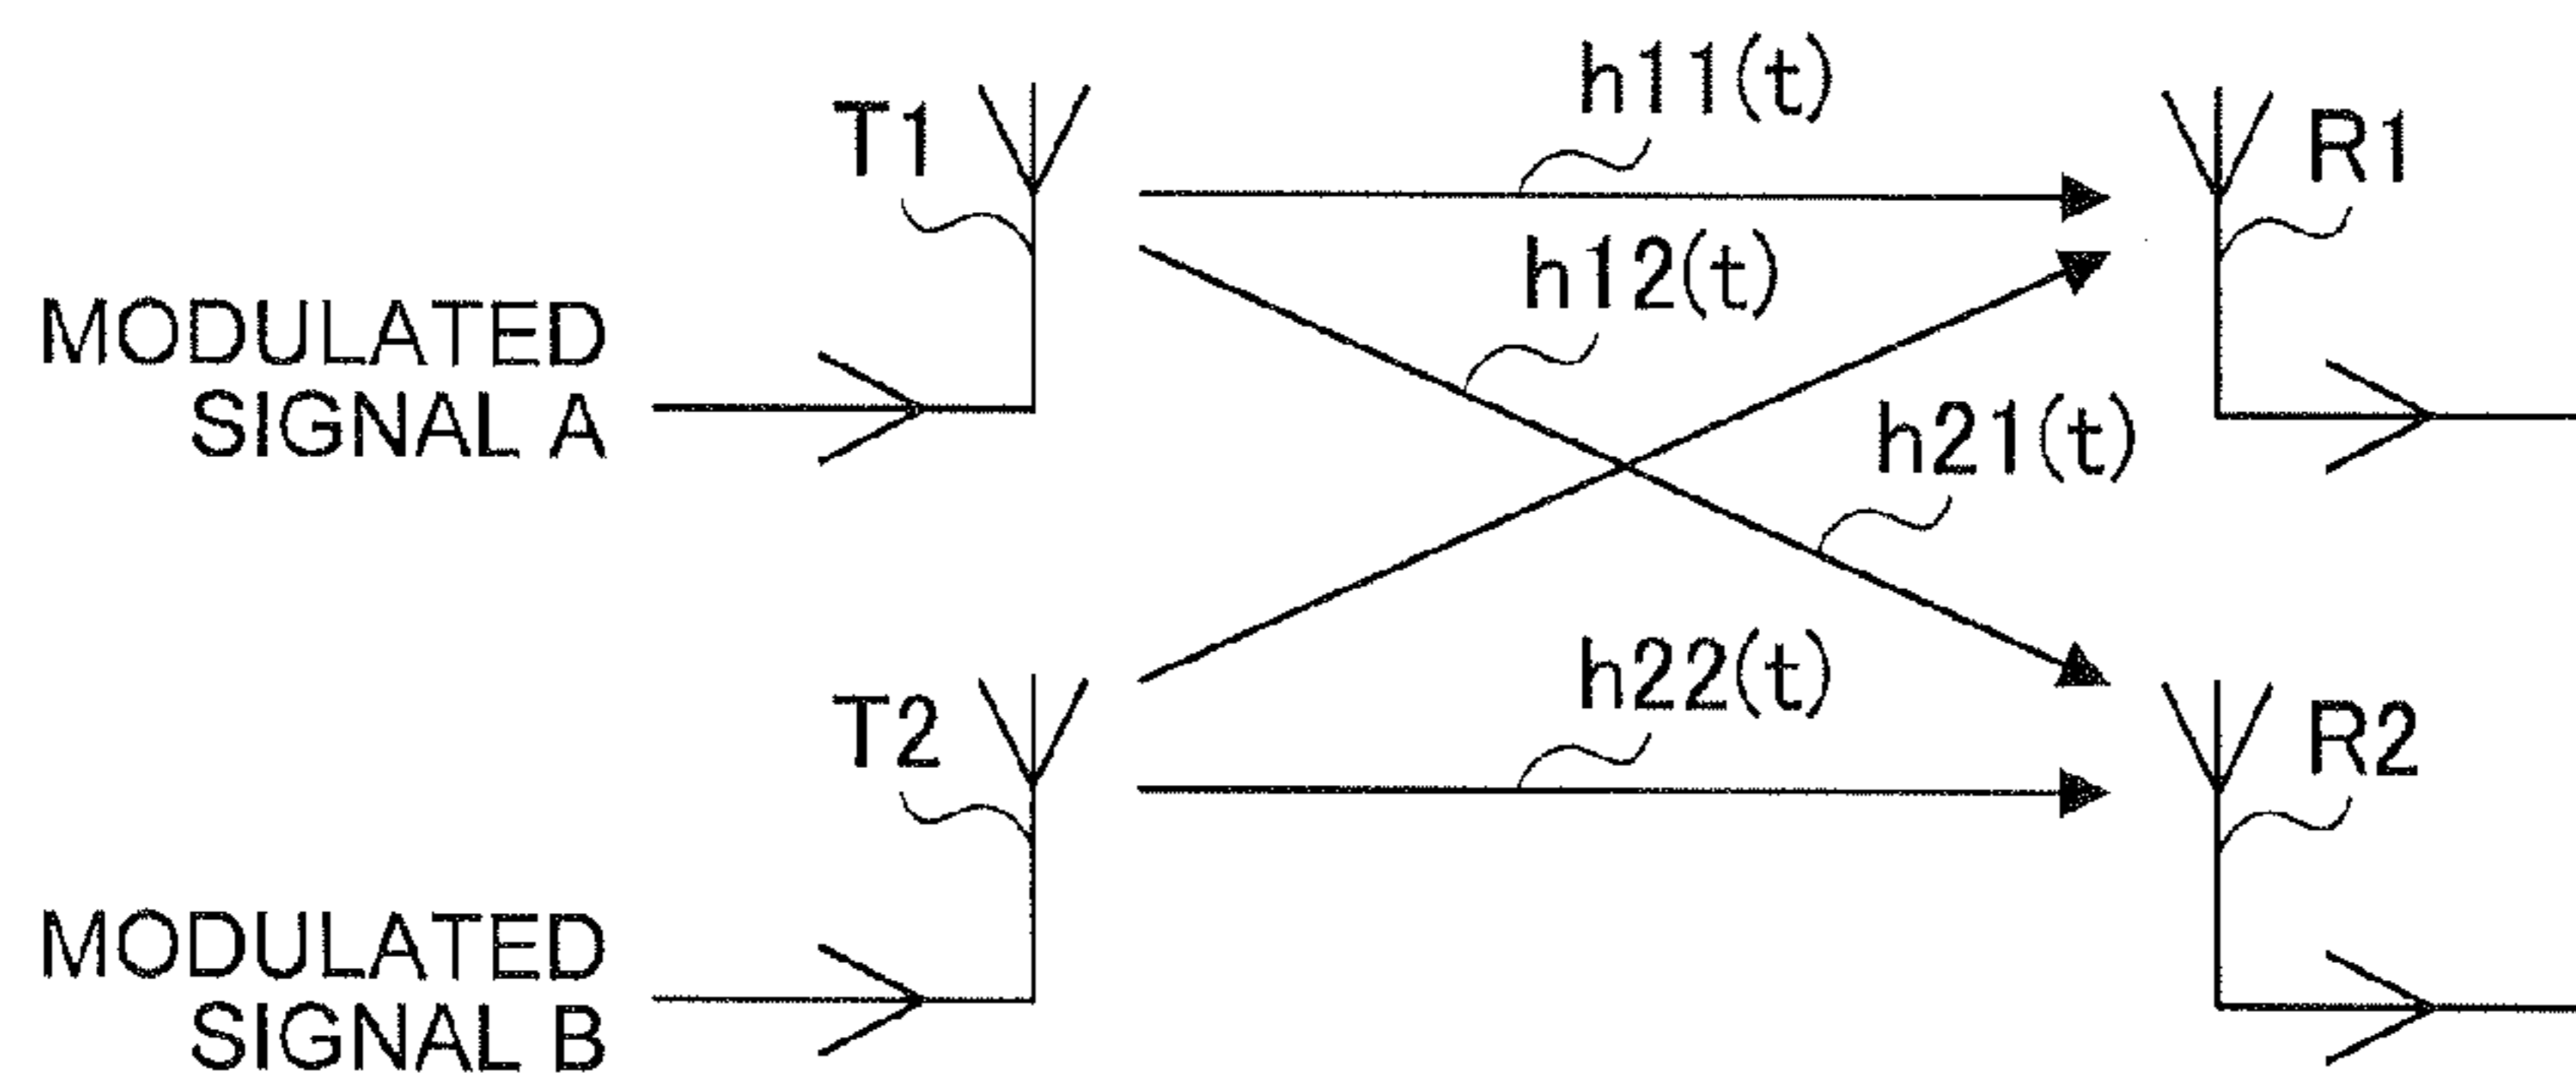 h11(t)
T1
R1
h12(t)
MODULATED
SIGNAL A
h21(t)
h22(t)
T2
R2
MODULATED
SIGNAL B